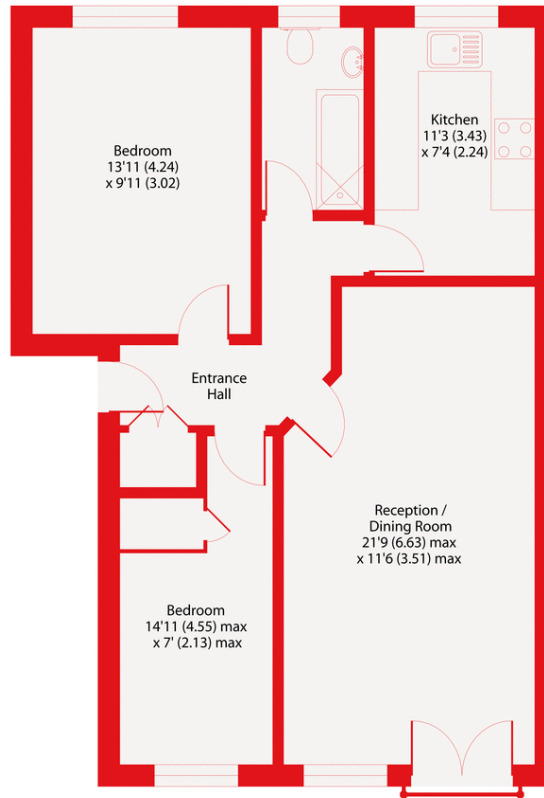 Bedroom
13'11 (4.24)
x 9'11 (3.02)
Kitchen
11'3 (3.43)
x 7'4 (2.24)
Entrance
Hall
Reception /
Dining Room
21'9 (6.63) max
x 11'6 (3.51) max
Bedroom
14'11 (4.55) max
x 7' (2.13) max